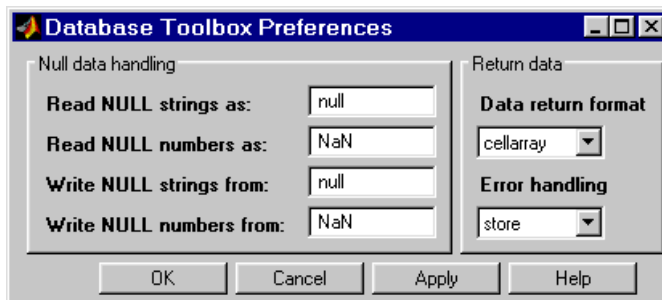 Database Toolbox Preferences
Null data handling
Read NULL strings as: null
Read NULL numbers as: NaN
Write NULL strings from: null
Write NULL numbers from: NaN
Return data
Data return format
cellarray
Error handling
store
OK Cancel Apply Help